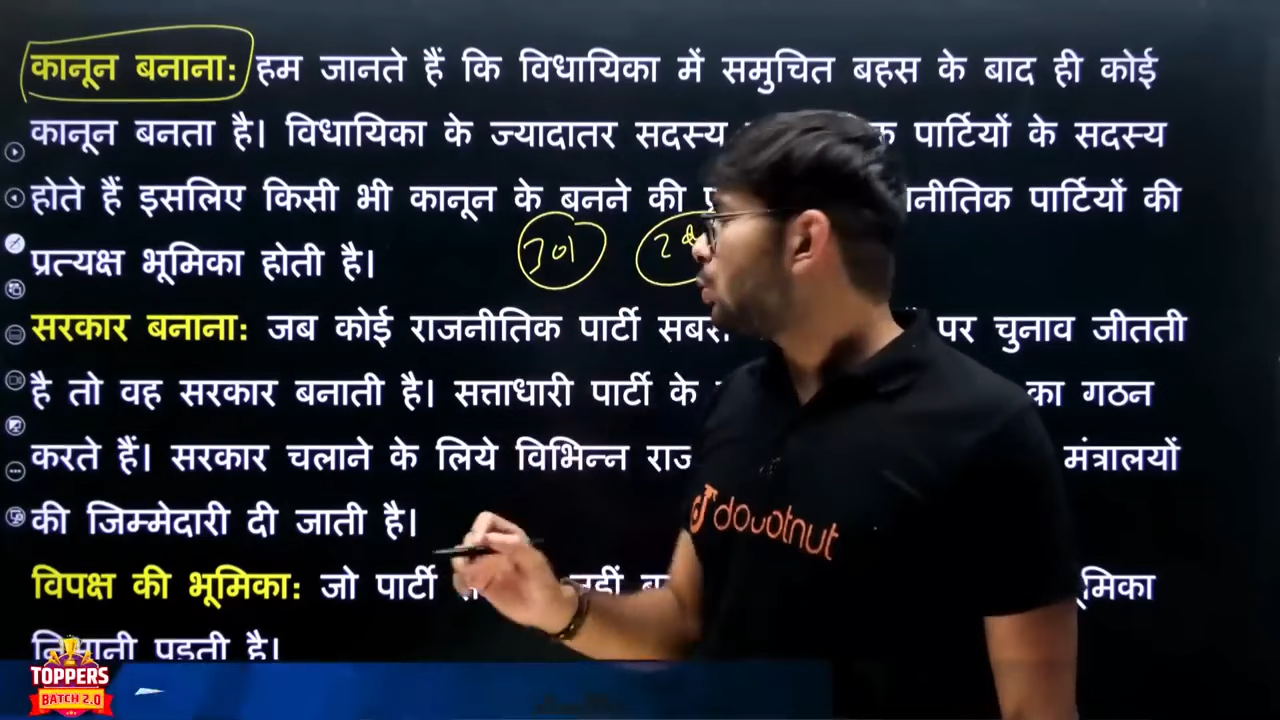 कानून बनाना: हम जानते हैं कि विधायिका में समुचित बहस के बाद ही कोई
कानून बनता है। विधायिका के ज्यादातर सदस्य पार्टियों के सदस्य
होते हैं इसलिए किसी भी कानून के बनने की पार्टियों की
प्रत्यक्ष भूमिका होती है।
301
सरकार बनाना: जब कोई राजनीतिक पार्टी पर चुनाव जीतती
है तो वह सरकार बनाती है। सत्ताधारी पार्टी के का गठन
करते हैं। सरकार चलाने के लिये विभिन्न मंत्रालयों
की जिम्मेदारी दी जाती है।
विपक्ष की भूमिका: जो पार्टी
पड़ती है।
doubtnut
TOPPERS
BATCH 2.0